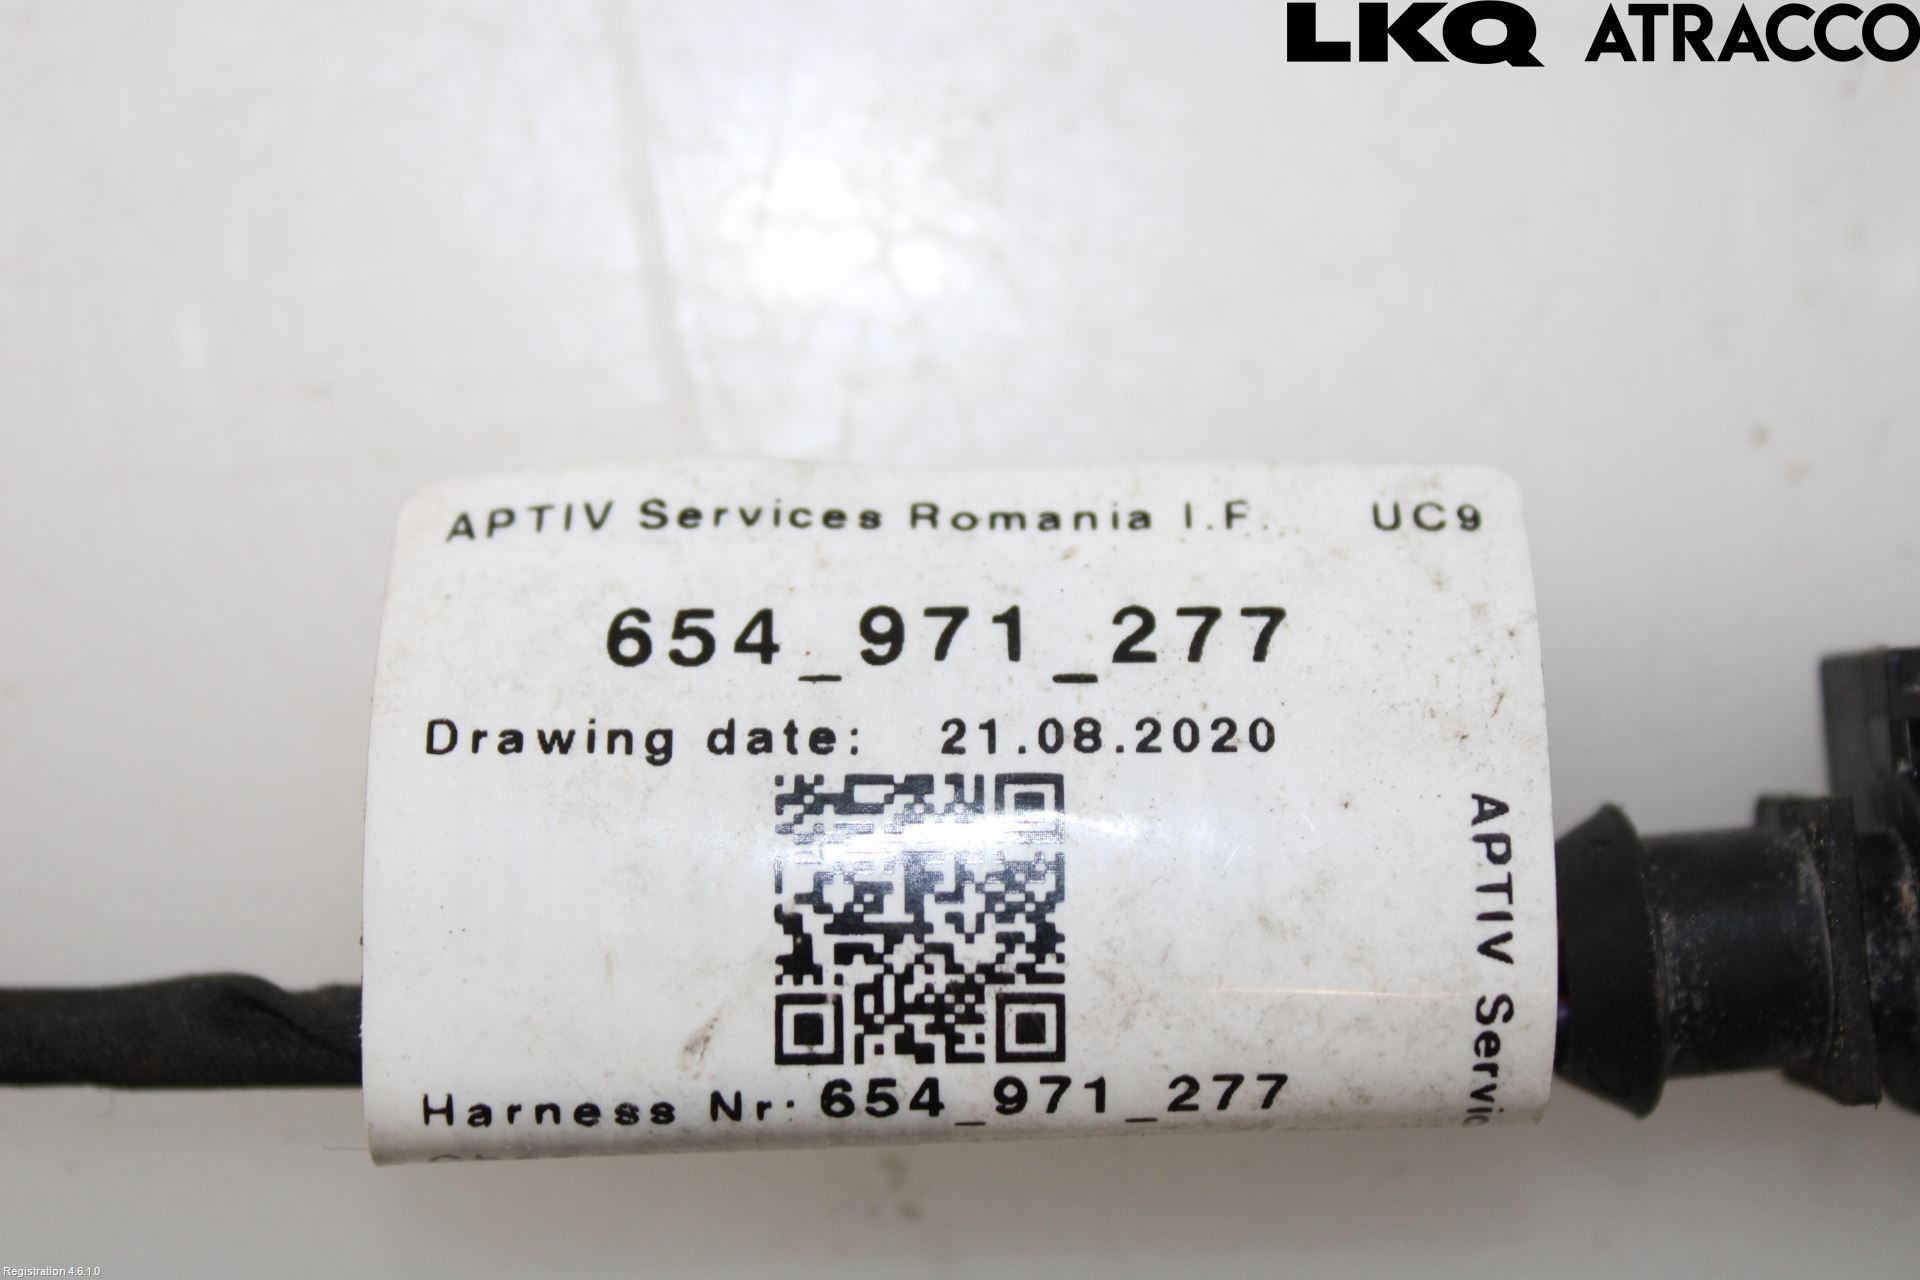 LKQ ATRACCO
APTIV Services Romania I.F. UC9
654_971_277
Drawing date: 21.08.2020
APTIV Servic
Harness Nr: 654_971_277
Registration 4.6.1.0